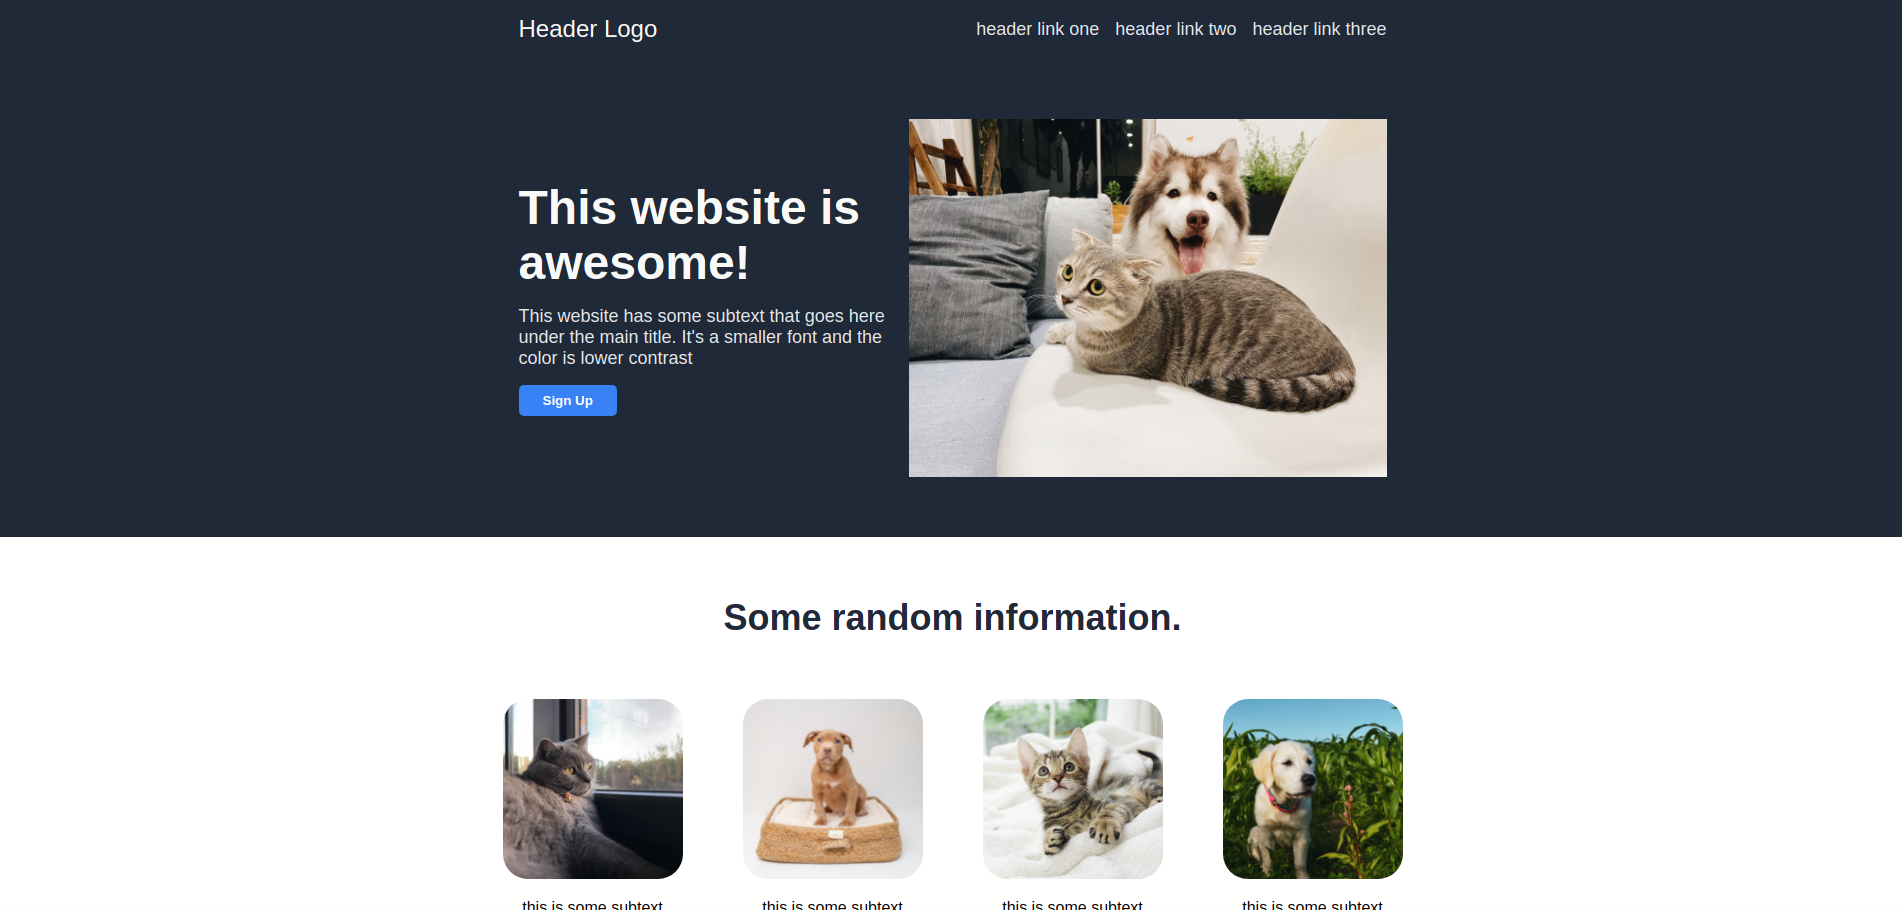 Header Logo
header link one header link two header link three
This website is
awesome!
This website has some subtext that goes here
under the main title. It's a smaller font and the
color is lower contrast
Sign Up
Some random information.
this is some subtext this is some subtext this is some subtext this is some subtext